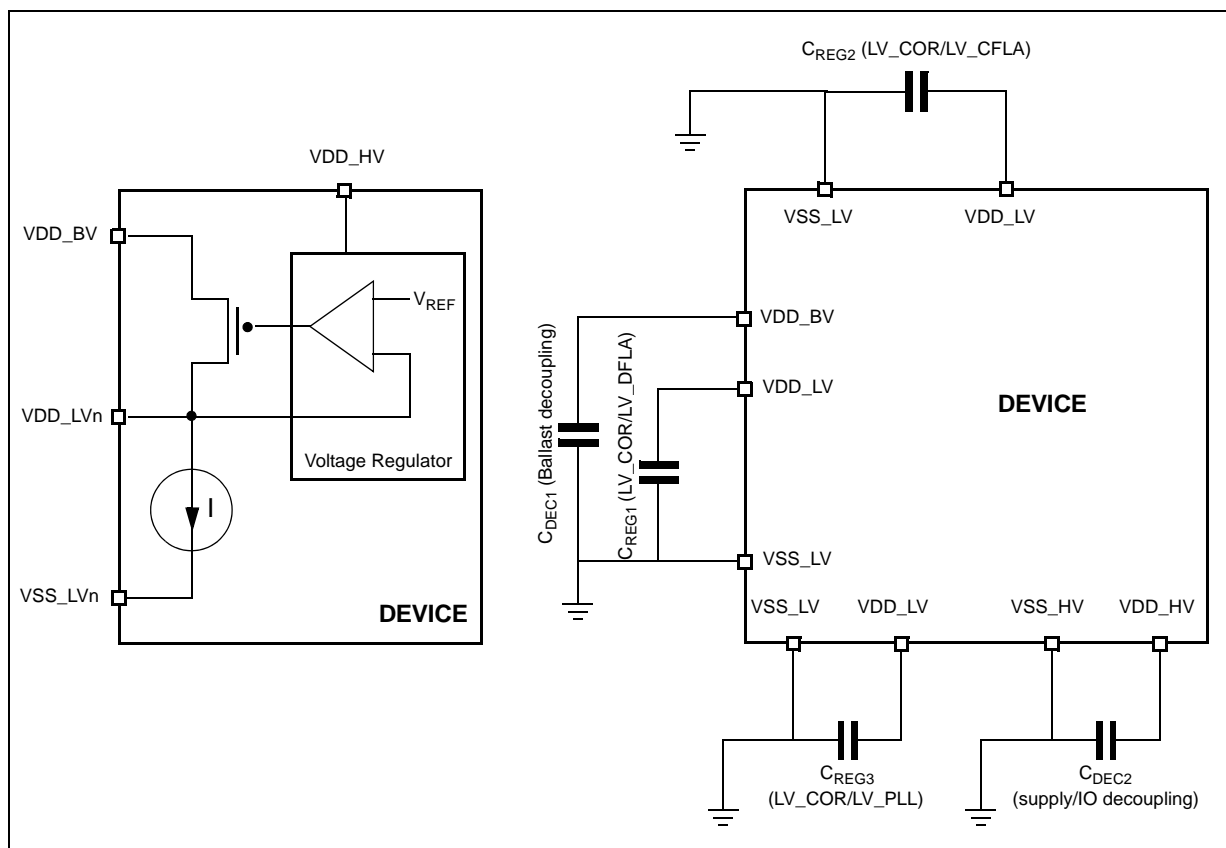 VDD_HV
VDD_BV
VREF
VDD_LVn
Voltage Regulator
I
VSS_LVn
DEVICE
CREG2 (LV_COR/LV_CFLA)
VSS_LV
VDD_LV
VDD_BV
VDD_LV
DEVICE
CDEC1 (Ballast decoupling)
CREG1 (LV_COR/LV_DFLA)
VSS_LV
VSS_LV
VDD_LV
VSS_HV
VDD_HV
CREG3
(LV_COR/LV_PLL)
CDEC2
(supply/IO decoupling)